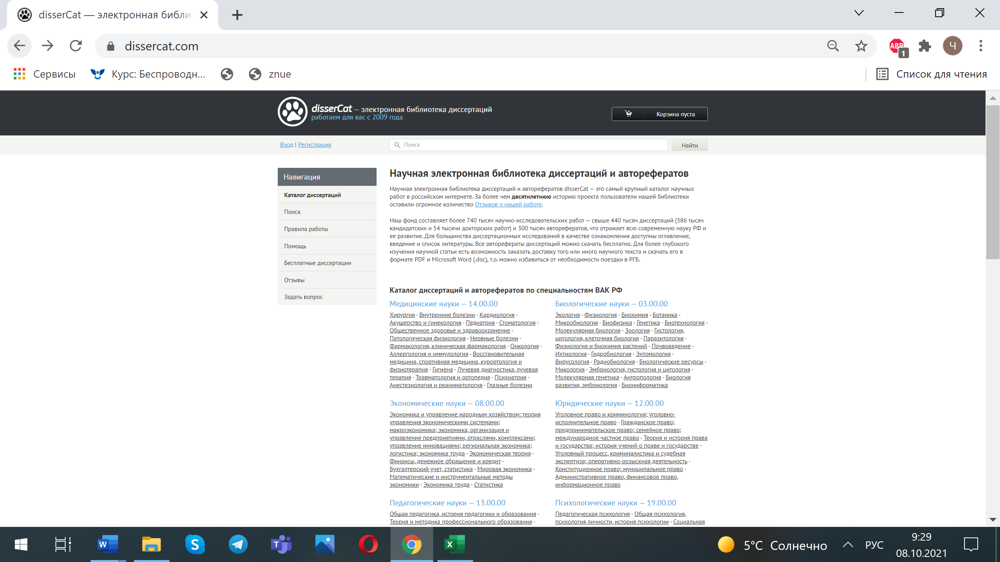 disserCat — электронная библи
dissercat.com
ABP
1
Ч
Сервисы
Курс: Беспроводн...
znue
Список для чтения
disserCat — электронная библиотека диссертаций
работаем для вас с 2009 года
Корзина пуста
Вход | Регистрация
Поиск
Найти
Навигация
Каталог диссертаций
Поиск
Правила работы
Помощь
Бесплатные диссертации
Отзывы
Задать вопрос
Научная электронная библиотека диссертаций и авторефератов
Научная электронная библиотека диссертаций и авторефератов disserCat — это самый крупный каталог научных
работ в российском интернете. За более чем десятилетнюю историю проекта пользователи нашей библиотеки
оставили огромное количество Отзывов о нашей работе.
Наш фонд составляет более 740 тысяч научно-исследовательских работ — свыше 440 тысяч диссертаций (386 тысяч
кандидатских и 54 тысячи докторских работ) и 300 тысяч авторефератов, что отражает всю современную науку РФ и
ее развитие. Для большинства диссертационных исследований в качестве ознакомления доступны оглавление,
введение и список литературы. Все авторефераты диссертаций можно скачать бесплатно. Для более глубокого
изучения научной статьи есть возможность заказать доставку того или иного научного текста и скачать его в
формате PDF и Microsoft Word (.doc), т.о. можно избавиться от необходимости поездки в РГБ.
Каталог диссертаций и авторефератов по специальностям ВАК РФ
Медицинские науки — 14.00.00
Хирургия - Внутренние болезни - Кардиология -
Акушерство и гинекология - Педиатрия - Стоматология -
Общественное здоровье и здравоохранение -
Патологическая физиология - Нервные болезни -
Фармакология, клиническая фармакология - Онкология -
Аллергология и иммулология - Восстановительная
медицина, спортивная медицина, курортология и
физиотерапия - Гигиена - Лучевая диагностика, лучевая
терапия - Травматология и ортопедия - Психиатрия -
Анестезиология и реаниматология - Глазные болезни
Биологические науки — 03.00.00
Экология - Физиология - Биохимия - Ботаника -
Микробиология - Биофизика - Генетика - Биотехнология -
Молекулярная биология - Зоология - Гистология,
цитология, клеточная биология - Паразитология -
Физиология и биохимия растений - Почвоведение -
Ихтиология - Гидробиология - Энтомология -
Вирусология - Радиобиология - Биологические ресурсы -
Микология - Эмбриология, гистология и цитология -
Молекулярная генетика - Антропология - Биология
развития, эмбриология - Биоинформатика
Экономические науки — 08.00.00
Экономика и управление народным хозяйством: теория
управления экономическими системами;
макроэкономика; экономика, организация и
управление предприятиями, отраслями, комплексами;
управление инновациями; региональная экономика;
логистика; экономика труда - Экономическая теория -
Финансы, денежное обращение и кредит -
Бухгалтерский учет, статистика - Мировая экономика -
Математические и инструментальные методы
экономики - Экономика труда - Статистика
Юридические науки — 12.00.00
Уголовное право и криминология; уголовно-
исполнительное право - Гражданское право;
предпринимательское право; семейное право;
международное частное право - Теория и история права
и государства; история учений о праве и государстве -
Уголовный процесс, криминалистика и судебная
экспертиза; оперативно-розыскная деятельность -
Конституционное право; муниципальное право -
Административное право, финансовое право,
информационное право
Педагогические науки — 13.00.00
Общая педагогика, история педагогики и образования -
Теория и методика профессионального образования -
Психологические науки — 19.00.00
Педагогическая психология - Общая психология,
психология личности, история психологии - Социальная
W
S
T
X
5°C Солнечно
РУС
9:29
08.10.2021